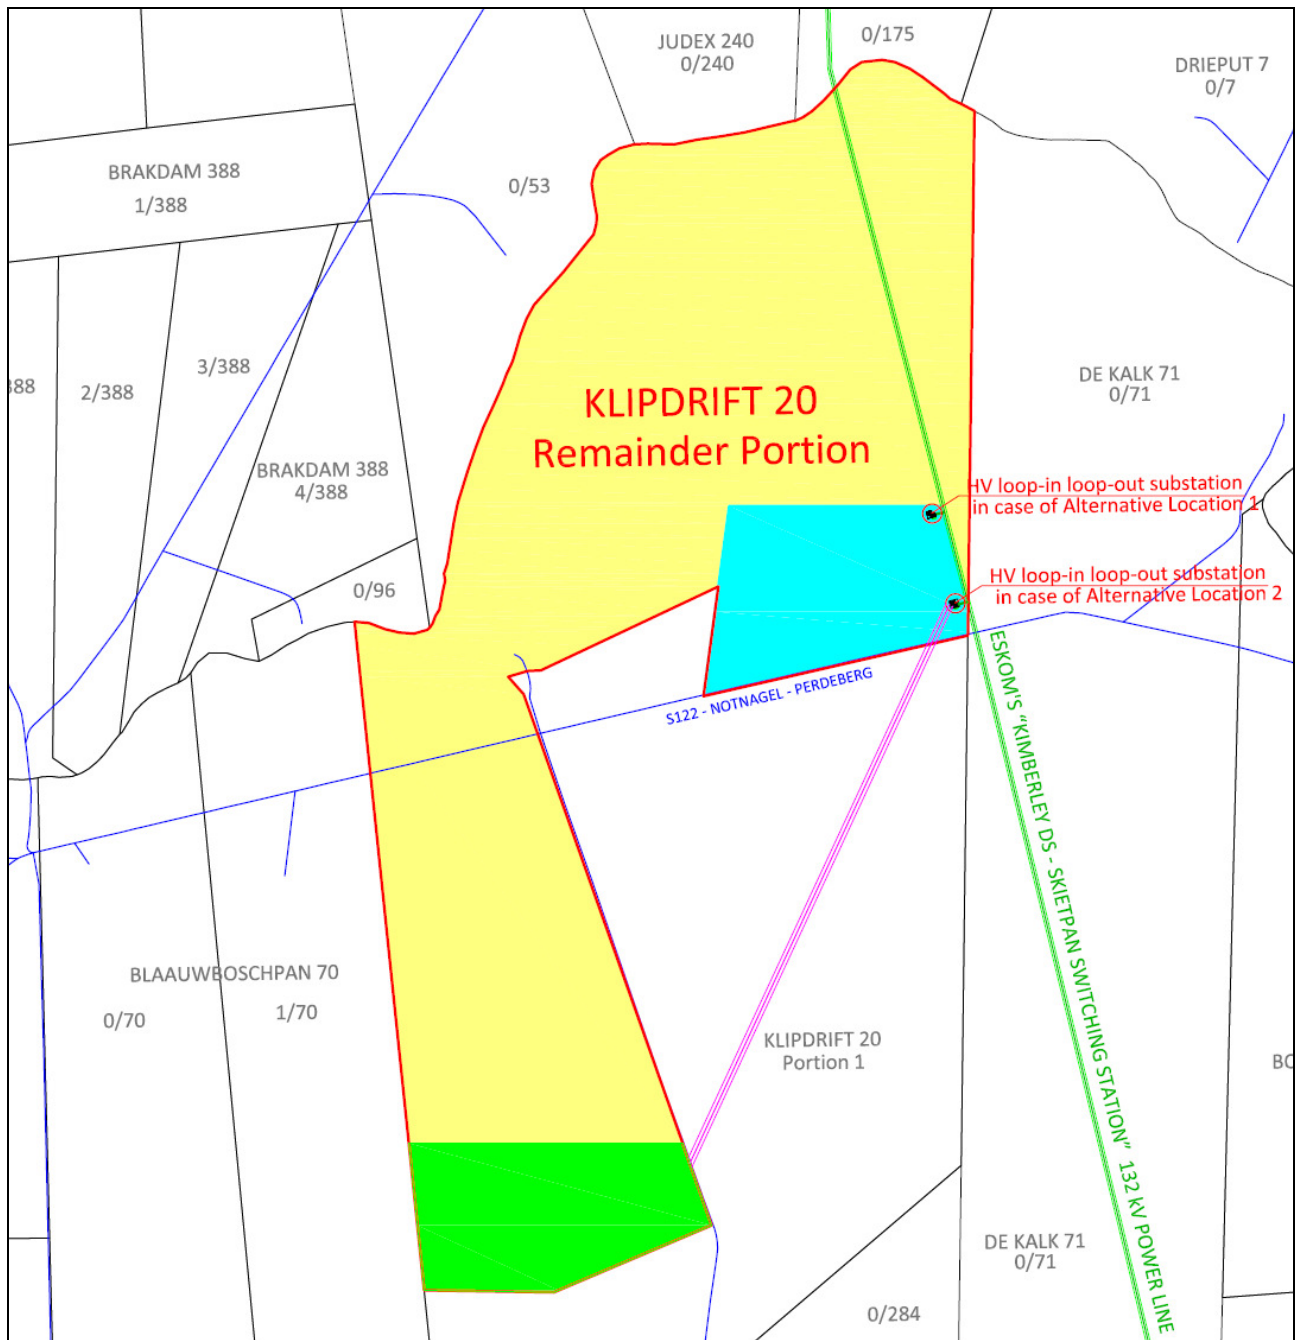 JUDEX 240
0/240
0/175
DRIEPUT 7
0/7
BRAKDAM 388
1/388
0/53
388
2/388
3/388
BRAKDAM 388
4/388
0/96
KLIPDRIFT 20
Remainder Portion
DE KALK 71
0/71
HV loop-in loop-out substation
in case of Alternative Location 1
HV loop-in loop-out substation
in case of Alternative Location 2
S122 - NOTNAGEL - PERDEBERG
ESKOM'S "KIMBERLEY DS - SKIETPAN SWITCHING STATION" 132 kV POWER LINE
BLAAUWBOSCHPAN 70
0/70
1/70
KLIPDRIFT 20
Portion 1
BO
DE KALK 71
0/71
0/284